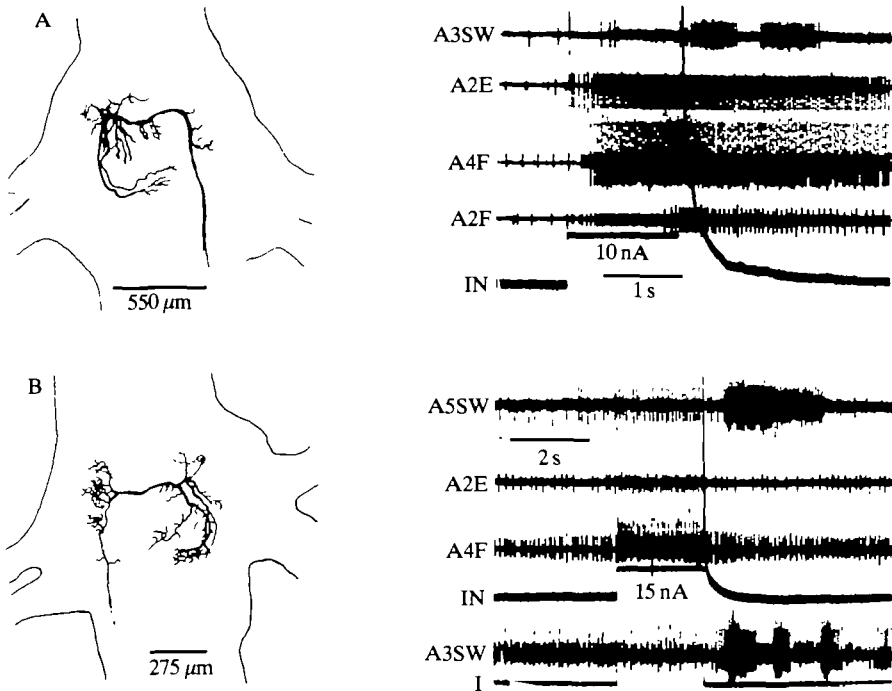 A
A3SW
A2E
A4F
A2F
10 nA
1 s
IN
550 μm
B
A5SW
2 s
A2E
A4F
IN
15 nA
A3SW
I
275 μm